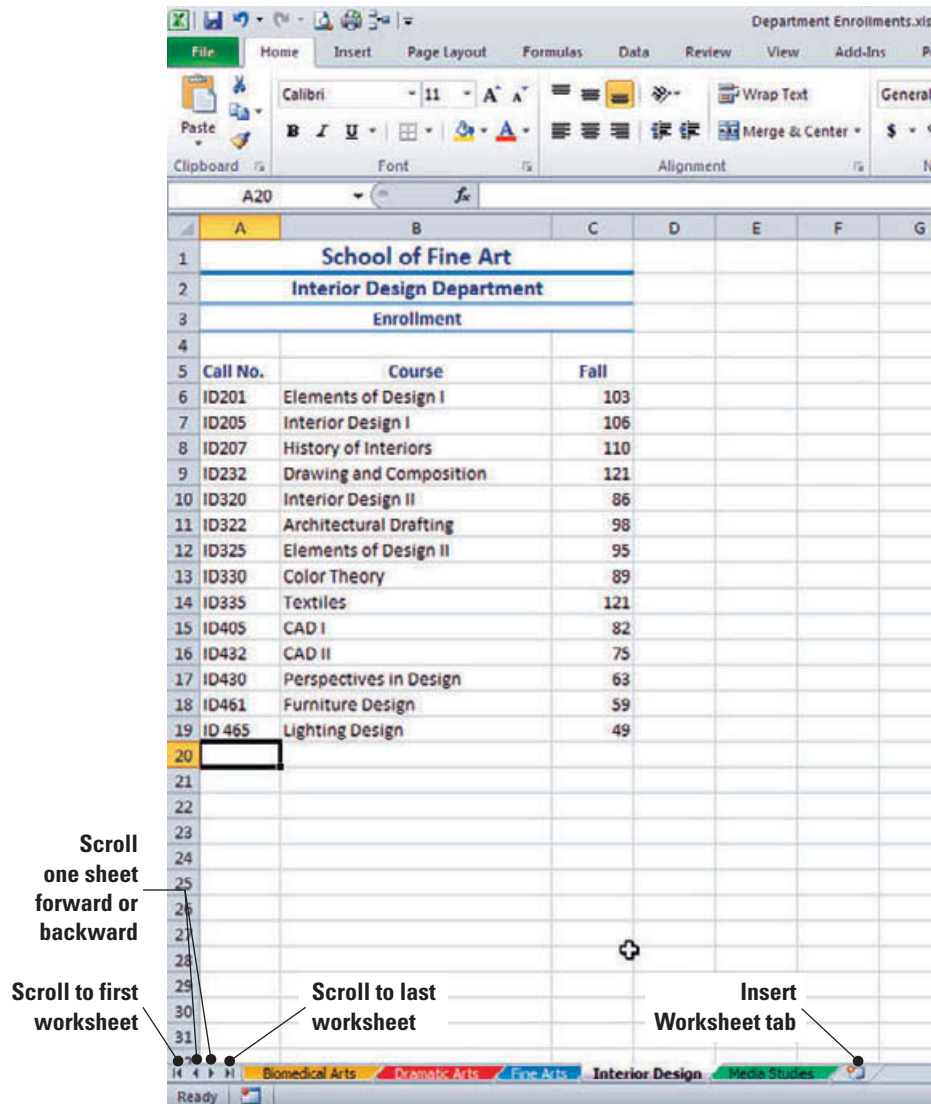 Department Enrollments.xls
File Home Insert Page Layout Formulas Data Review View Add-Ins P
Calibri 11 A A Wrap Text General
Paste B I U A Merge & Center $
Clipboard Font Alignment N
A20 fx
A B C D E F G
1 School of Fine Art
2 Interior Design Department
3 Enrollment
4
5 Call No. Course Fall
6 ID201 Elements of Design I 103
7 ID205 Interior Design I 106
8 ID207 History of Interiors 110
9 ID232 Drawing and Composition 121
10 ID320 Interior Design II 86
11 ID322 Architectural Drafting 98
12 ID325 Elements of Design II 95
13 ID330 Color Theory 89
14 ID335 Textiles 121
15 ID405 CAD I 82
16 ID432 CAD II 75
17 ID430 Perspectives in Design 63
18 ID461 Furniture Design 59
19 ID 465 Lighting Design 49
20
21
22
23
24
25
26
27
28
29
30
31
Scroll
one sheet
forward or
backward
Scroll to first
worksheet
Scroll to last
worksheet
Insert
Worksheet tab
Biomedical Arts Dramatic Arts Fine Arts Interior Design Media Studies
Ready